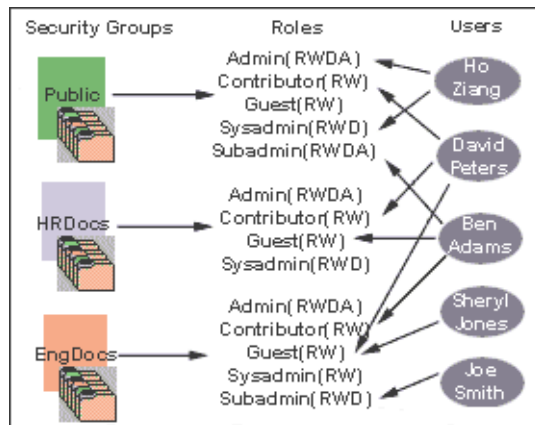 Security Groups
Roles
Users
Public
Admin(RWDA)
Contributor(RW)
Guest(RW)
Sysadmin(RWD)
Subadmin(RWDA)
HRDocs
Admin(RWDA)
Contributor(RW)
Guest(RW)
Sysadmin(RWD)
EngDocs
Admin(RWDA)
Contributor(RW)
Guest(RW)
Sysadmin(RW)
Subadmin(RWD)
Ho
Ziang
David
Peters
Ben
Adams
Sheryl
Jones
Joe
Smith